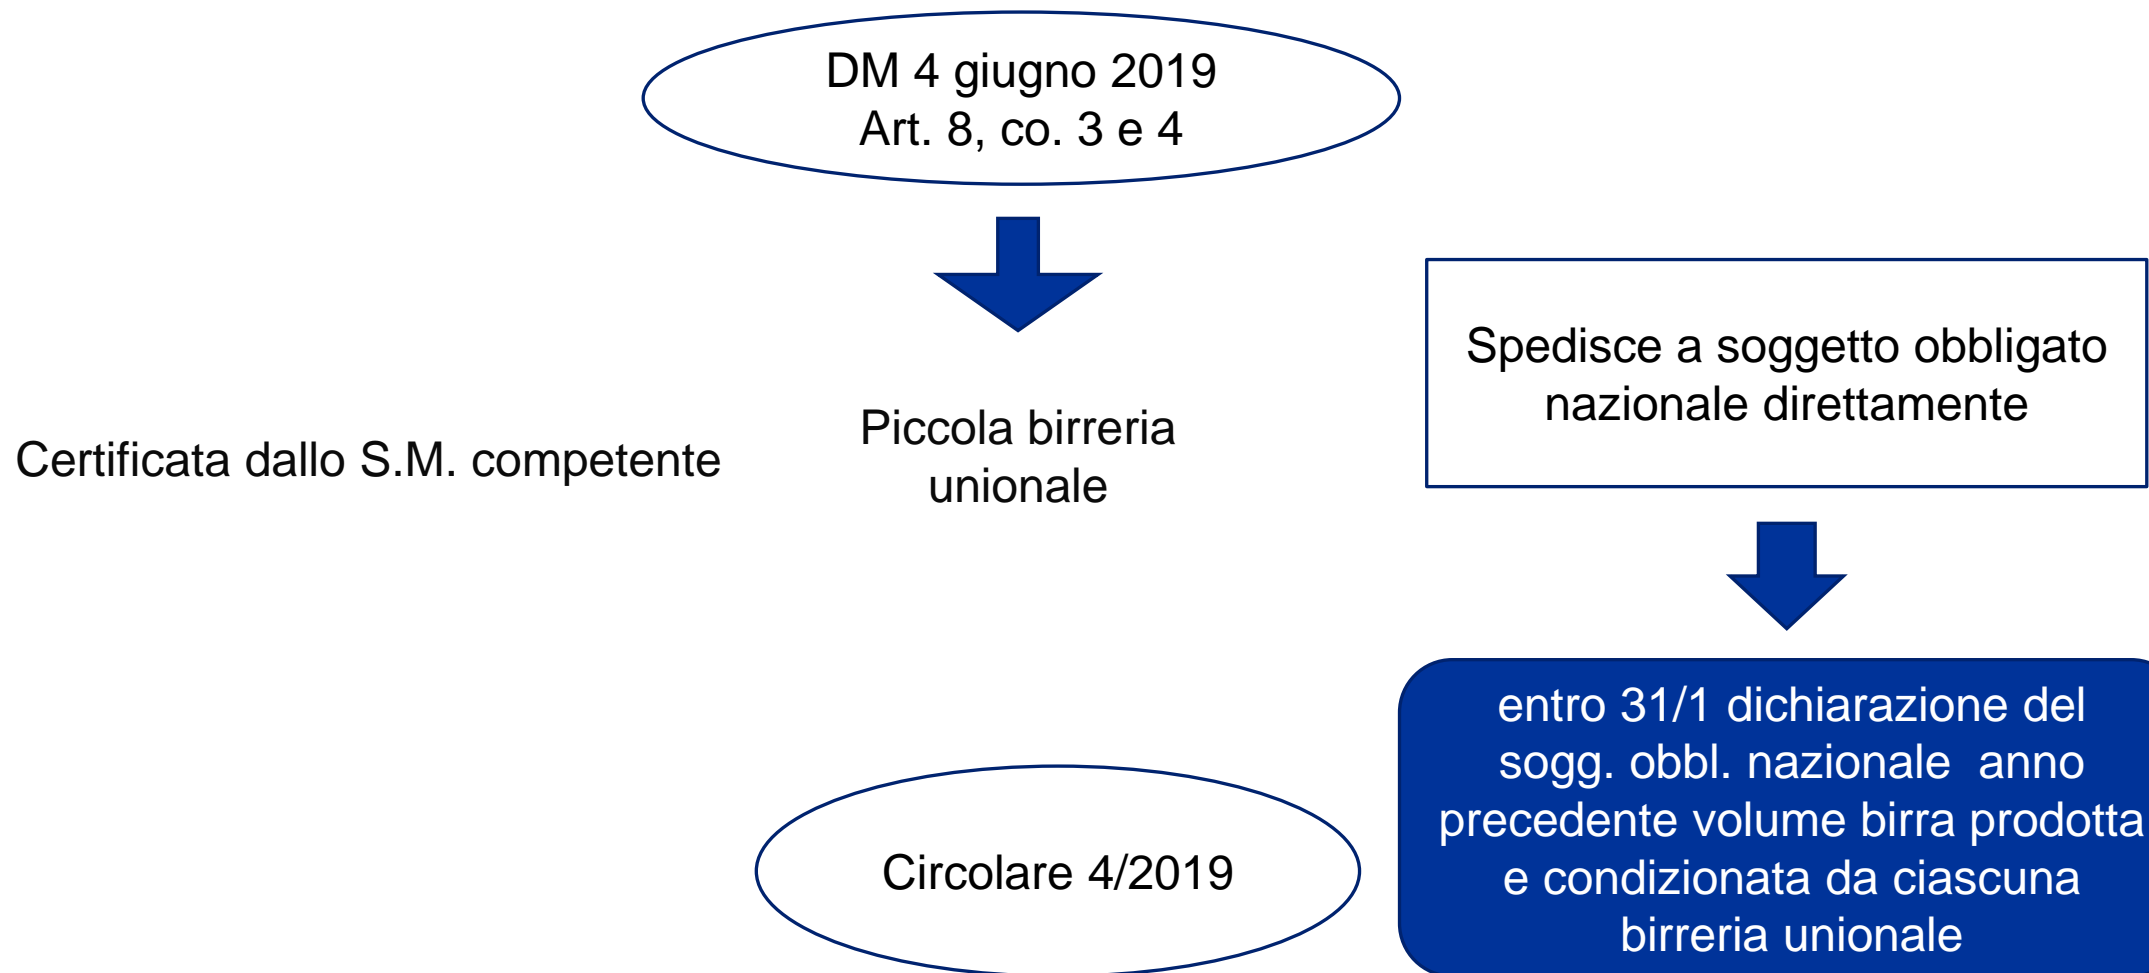 DM 4 giugno 2019
Art. 8, co. 3 e 4
Certificata dallo S.M. competente
Piccola birreria
unionale
Spedisce a soggetto obbligato
nazionale direttamente
Circolare 4/2019
entro 31/1 dichiarazione del
sogg. obbl. nazionale anno
precedente volume birra prodotta
e condizionata da ciascuna
birreria unionale